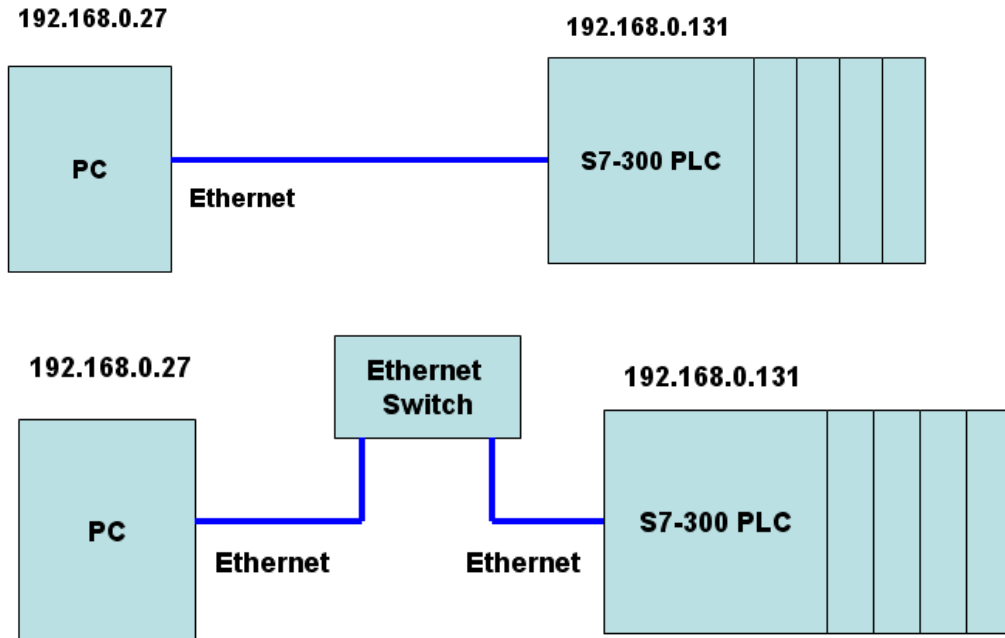 192.168.0.27
192.168.0.131
PC
S7-300 PLC
Ethernet
192.168.0.27
Ethernet
Switch
192.168.0.131
PC
S7-300 PLC
Ethernet
Ethernet